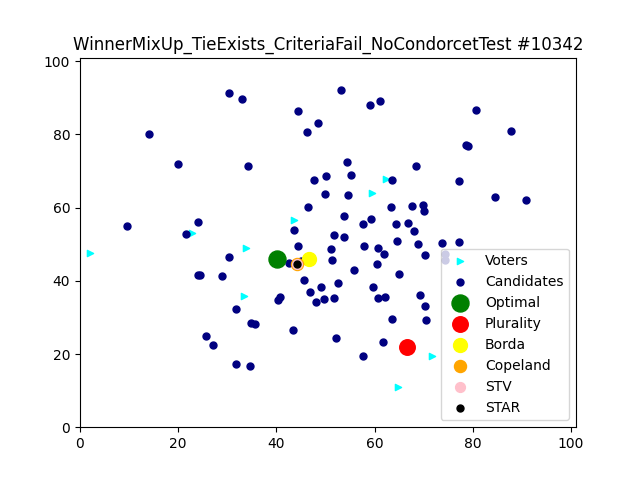 WinnerMixUp_TieExists_CriteriaFail_NoCondorcetTest #10342
100
80
60
40
20
0
0 20 40 60 80 100
Voters
Candidates
Optimal
Plurality
Borda
Copeland
STV
STAR